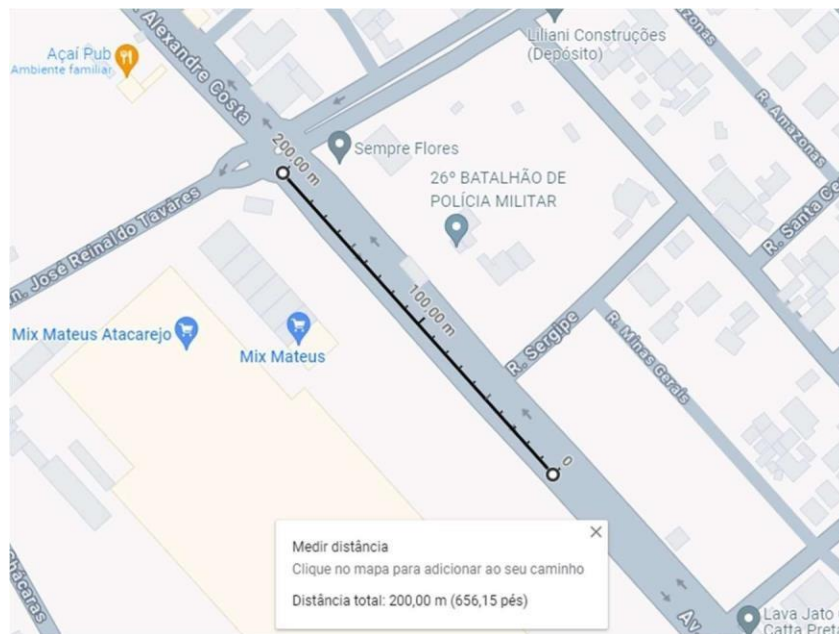 Alexandre Costa
Açaí Pub
Ambiente familiar
Liliani Construções
(Depósito)
R. Amazonas
200,00 m
Sempre Flores
26º BATALHÃO DE
POLÍCIA MILITAR
n. José Reinaldo Tavares
100,00 m
R. Sergipe
R. Minas Gerais
Mix Mateus Atacarejo
Mix Mateus
0
Medir distância
Clique no mapa para adicionar ao seu caminho
Distância total: 200,00 m (656,15 pés)
Av
Lava Jato